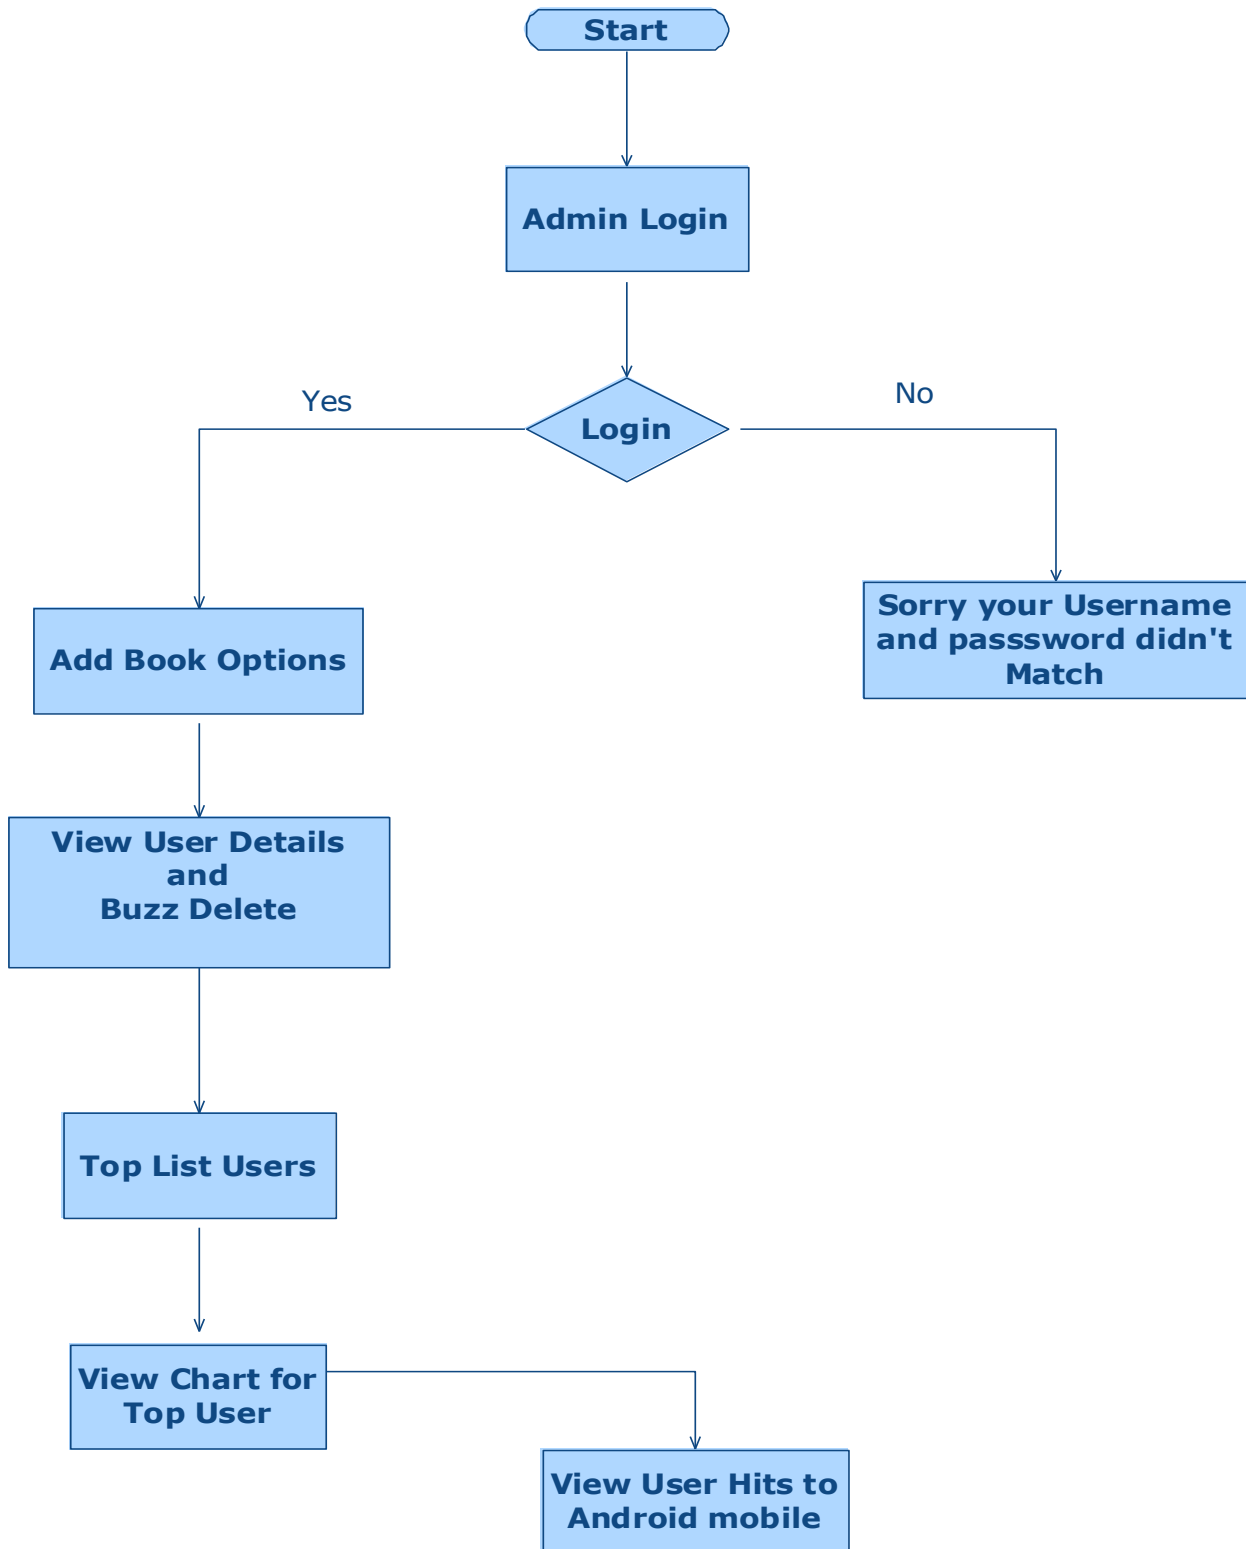 Start
Admin Login
Yes
No
Login
Add Book Options
Sorry your Username
and passsword didn't
Match
View User Details
and
Buzz Delete
Top List Users
View Chart for
Top User
View User Hits to
Android mobile